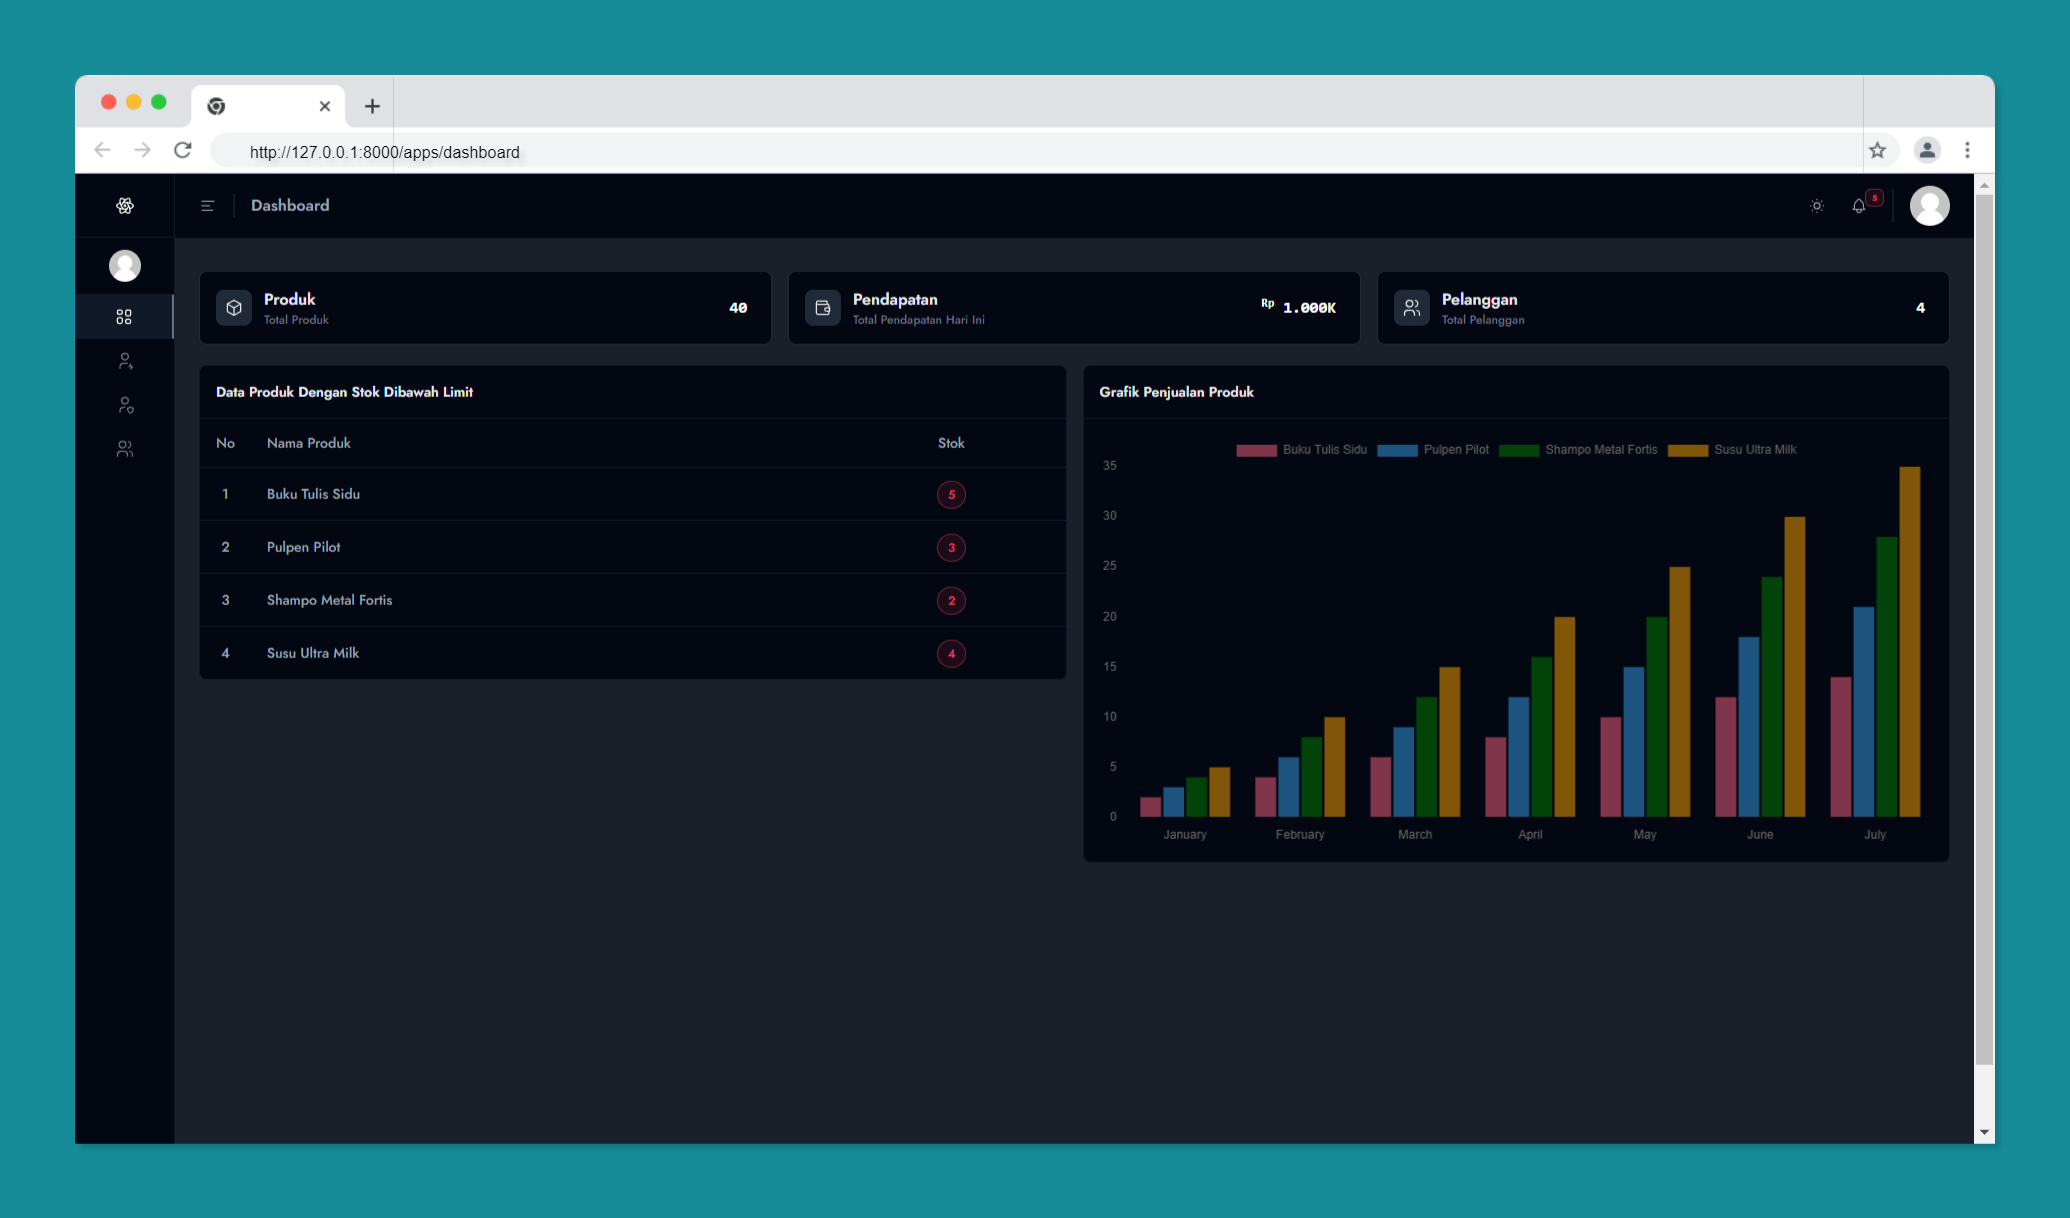 http://127.0.0.1:8000/apps/dashboard
Dashboard
5
Produk
Total Produk
40
Pendapatan
Total Pendapatan Hari Ini
Rp 1.000K
Pelanggan
Total Pelanggan
4
Data Produk Dengan Stok Dibawah Limit
No Nama Produk Stok
1 Buku Tulis Sidu 5
2 Pulpen Pilot 3
3 Shampo Metal Fortis 2
4 Susu Ultra Milk 4
Grafik Penjualan Produk
Buku Tulis Sidu Pulpen Pilot Shampo Metal Fortis Susu Ultra Milk
35
30
25
20
15
10
5
0
January February March April May June July